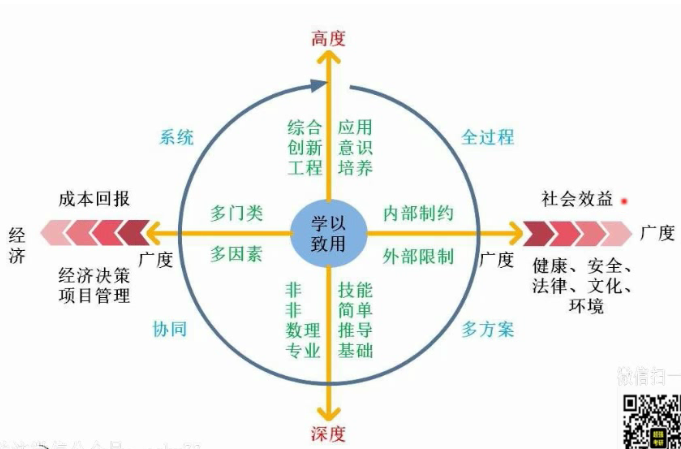 高度
系统
综合 应用
创新 意识
工程 培养
全过程
成本回报
社会效益
经济
多门类
学以
致用
内部制约
广度
多因素
外部限制
广度
广度
经济决策
项目管理
健康、安全、
法律、文化、
环境
非 技能
非 简单
数理 推导
专业 基础
协同
多方案
深度
微信扫一